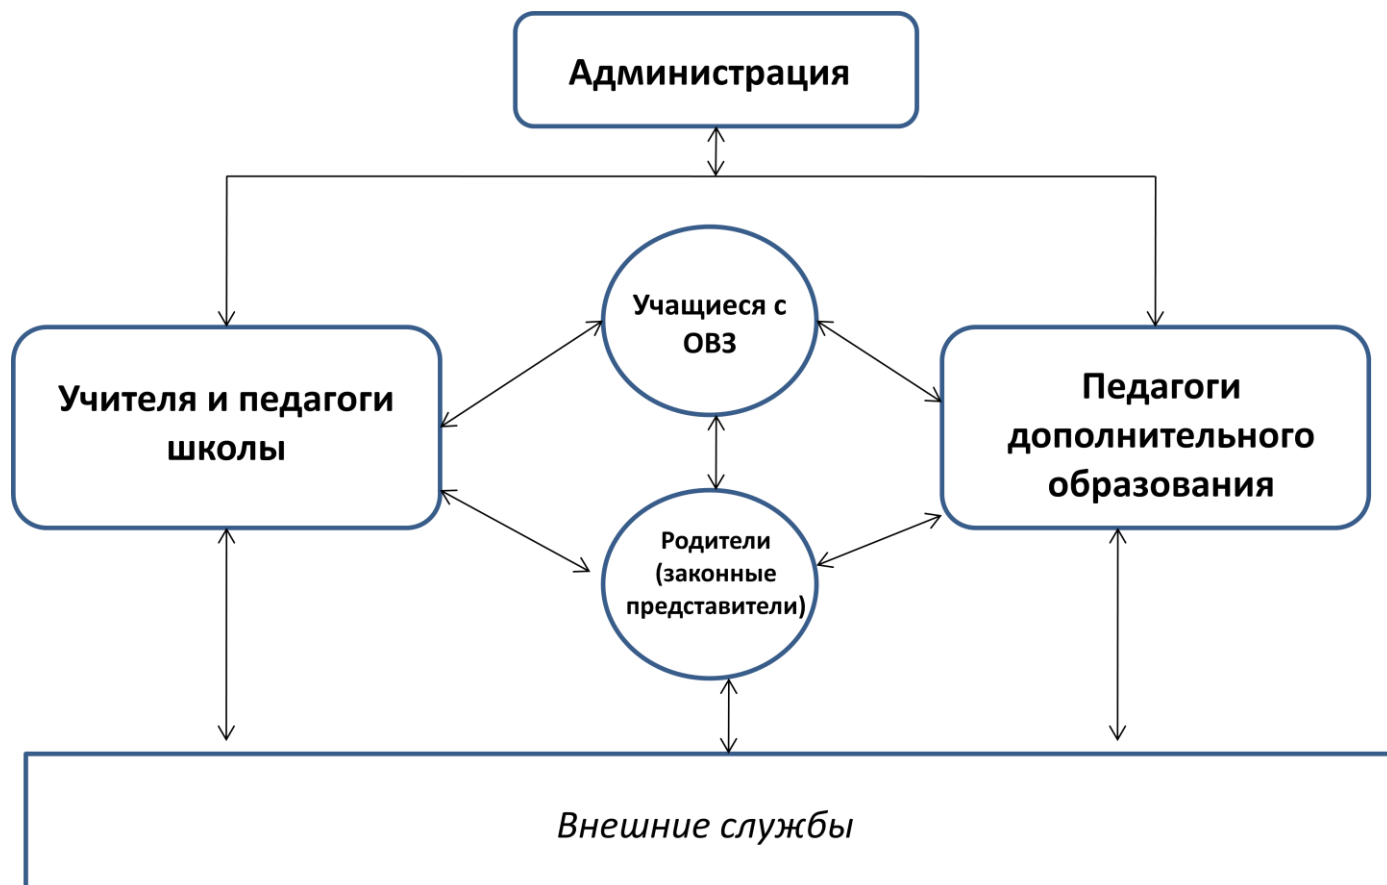 Администрация
Учащиеся с
ОВЗ
Учителя и педагоги
школы
Педагоги
дополнительного
образования
Родители
(законные
представители)
Внешние службы